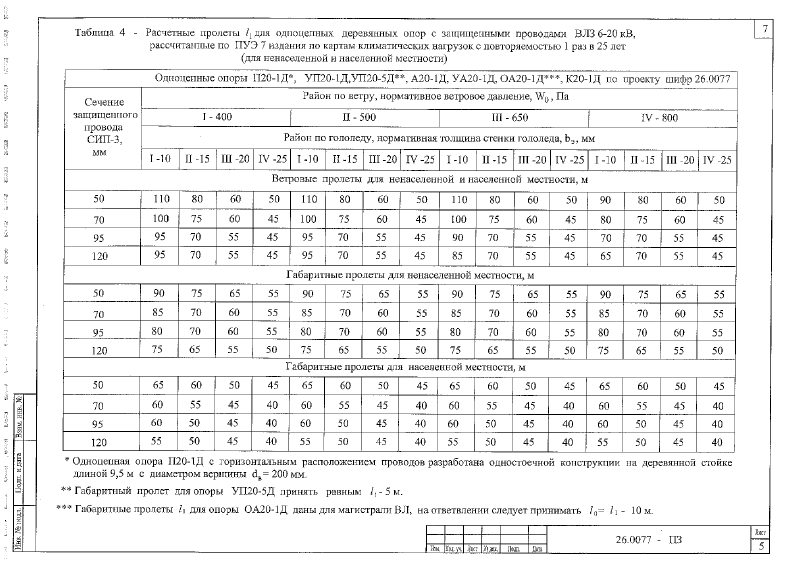 7
Таблица 4 - Расчетные пролеты l₁ для одноцепных деревянных опор с защищенными проводами ВЛЗ 6-20 кВ,
рассчитанные по ПУЭ 7 издания по картам климатических нагрузок с повторяемостью 1 раз в 25 лет
(для ненаселенной и населенной местности)
Одноцепные опоры П20-1Д*, УП20-1Д,УП20-5Д**, А20-1Д, УА20-1Д, ОА20-1Д***, К20-1Д по проекту шифр 26.0077
Сечение защищенного провода СИП-3, мм
Район по ветру, нормативное ветровое давление, W₀, Па
I - 400 II - 500 III - 650 IV - 800
Район по гололеду, нормативная толщина стенки гололеда, bэ, мм
I -10 II -15 III -20 IV -25 I -10 II -15 III -20 IV -25 I -10 II -15 III -20 IV -25 I -10 II -15 III -20 IV -25
Ветровые пролеты для ненаселенной и населенной местности, м
50 110 80 60 50 110 80 60 50 110 80 60 50 90 80 60 50
70 100 75 60 45 100 75 60 45 100 75 60 45 80 75 60 45
95 95 70 55 45 95 70 55 45 90 70 55 45 70 70 55 45
120 95 70 55 45 95 70 55 45 85 70 55 45 65 70 55 45
Габаритные пролеты для ненаселенной местности, м
50 90 75 65 55 90 75 65 55 90 75 65 55 90 75 65 55
70 85 70 60 55 85 70 60 55 85 70 60 55 85 70 60 55
95 80 70 60 55 80 70 60 55 80 70 60 55 80 70 60 55
120 75 65 55 50 75 65 55 50 75 65 55 50 75 65 55 50
Габаритные пролеты для населенной местности, м
50 65 60 50 45 65 60 50 45 65 60 50 45 65 60 50 45
70 60 55 45 40 60 55 45 40 60 55 45 40 60 55 45 40
95 60 50 45 40 60 50 45 40 60 50 45 40 60 50 45 40
120 55 50 45 40 55 50 45 40 55 50 45 40 55 50 45 40
* Одноцепная опора П20-1Д с горизонтальным расположением проводов разработана одностоечной конструкции на деревянной стойке
длиной 9,5 м с диаметром вершины dв= 200 мм.
** Габаритный пролет для опоры УП20-5Д принять равным l₁- 5 м.
*** Габаритные пролеты l₁ для опоры ОА20-1Д даны для магистрали ВЛ, на ответвлении следует принимать l₀= l₁ - 10 м.
Взам. инв. №
Подп. и дата
Инв. № подл.
Изм. Кол.уч. Лист №док. Подп. Дата
26.0077 - ПЗ
Лист
5